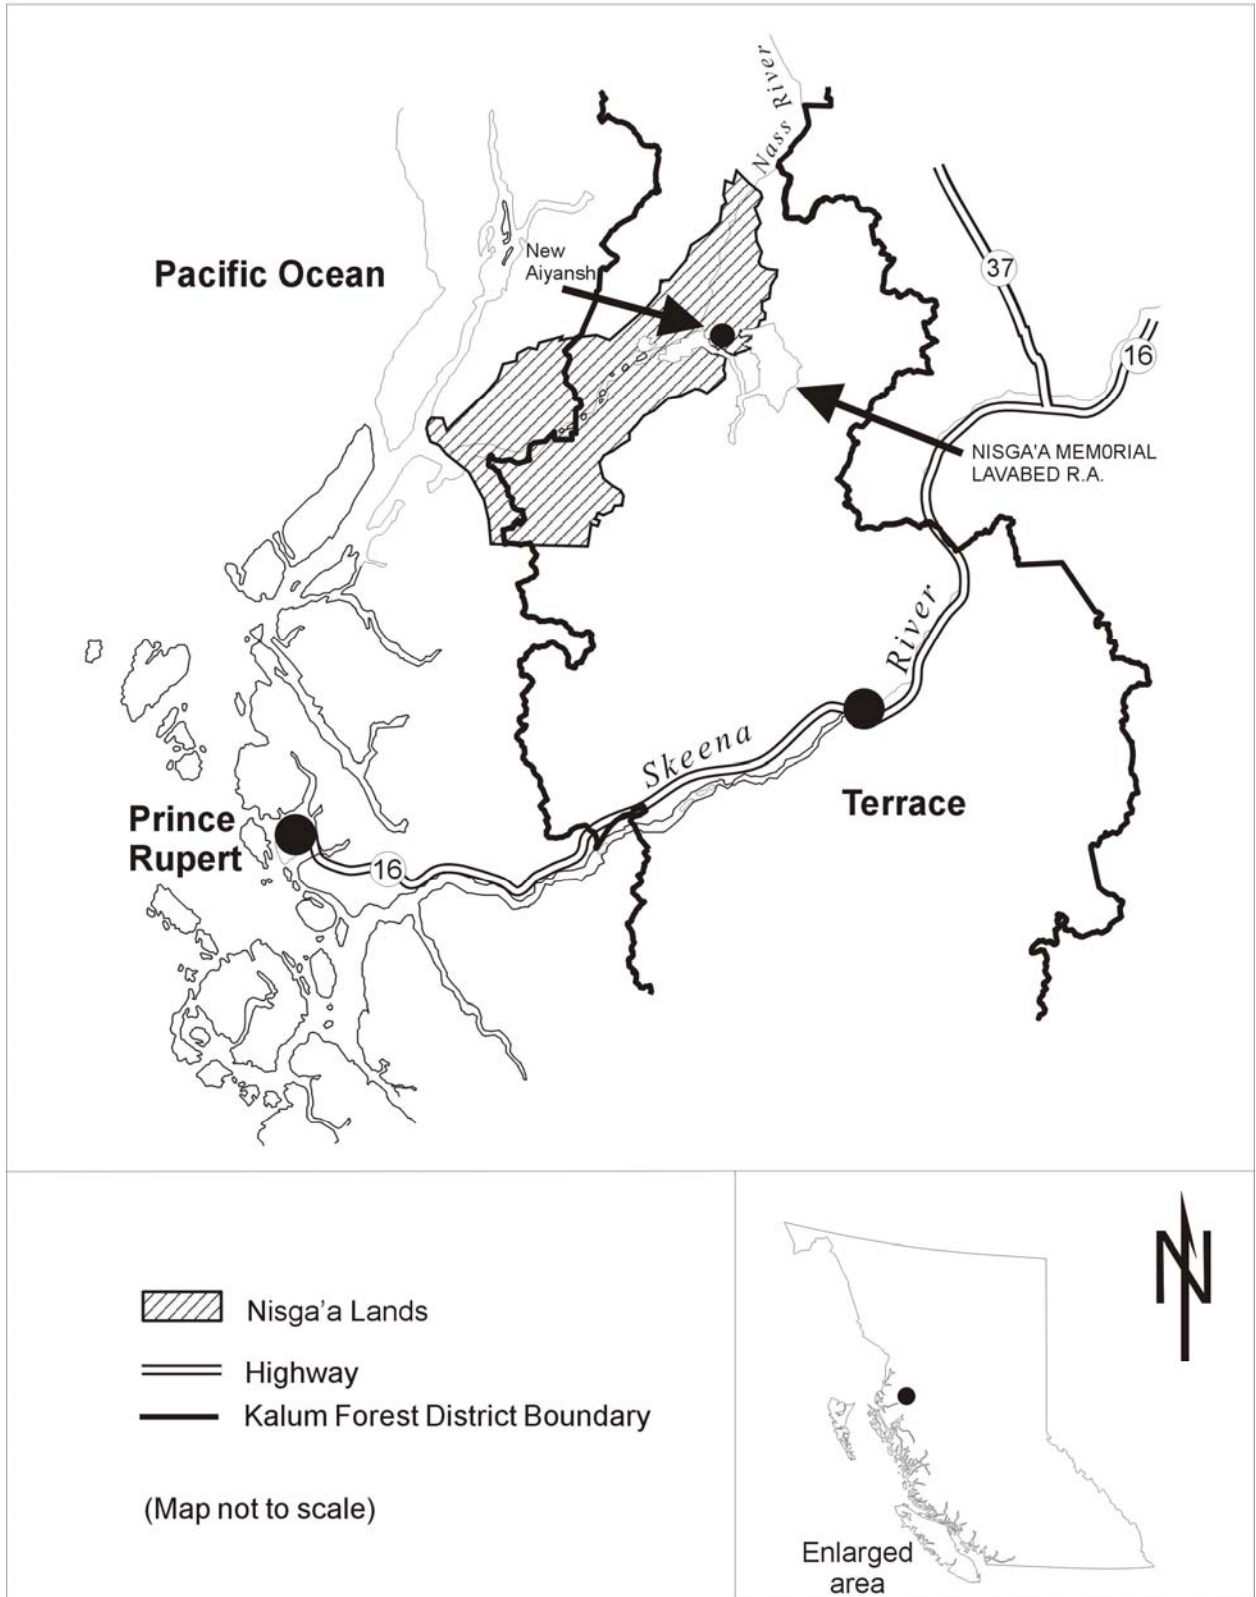 Nass River
New
Aiyansh
Pacific Ocean
37
16
NISGA'A MEMORIAL
LAVABED R.A.
Skeena River
Terrace
Prince
Rupert
16
Nisga'a Lands
Highway
Kalum Forest District Boundary
(Map not to scale)
N
Enlarged
area